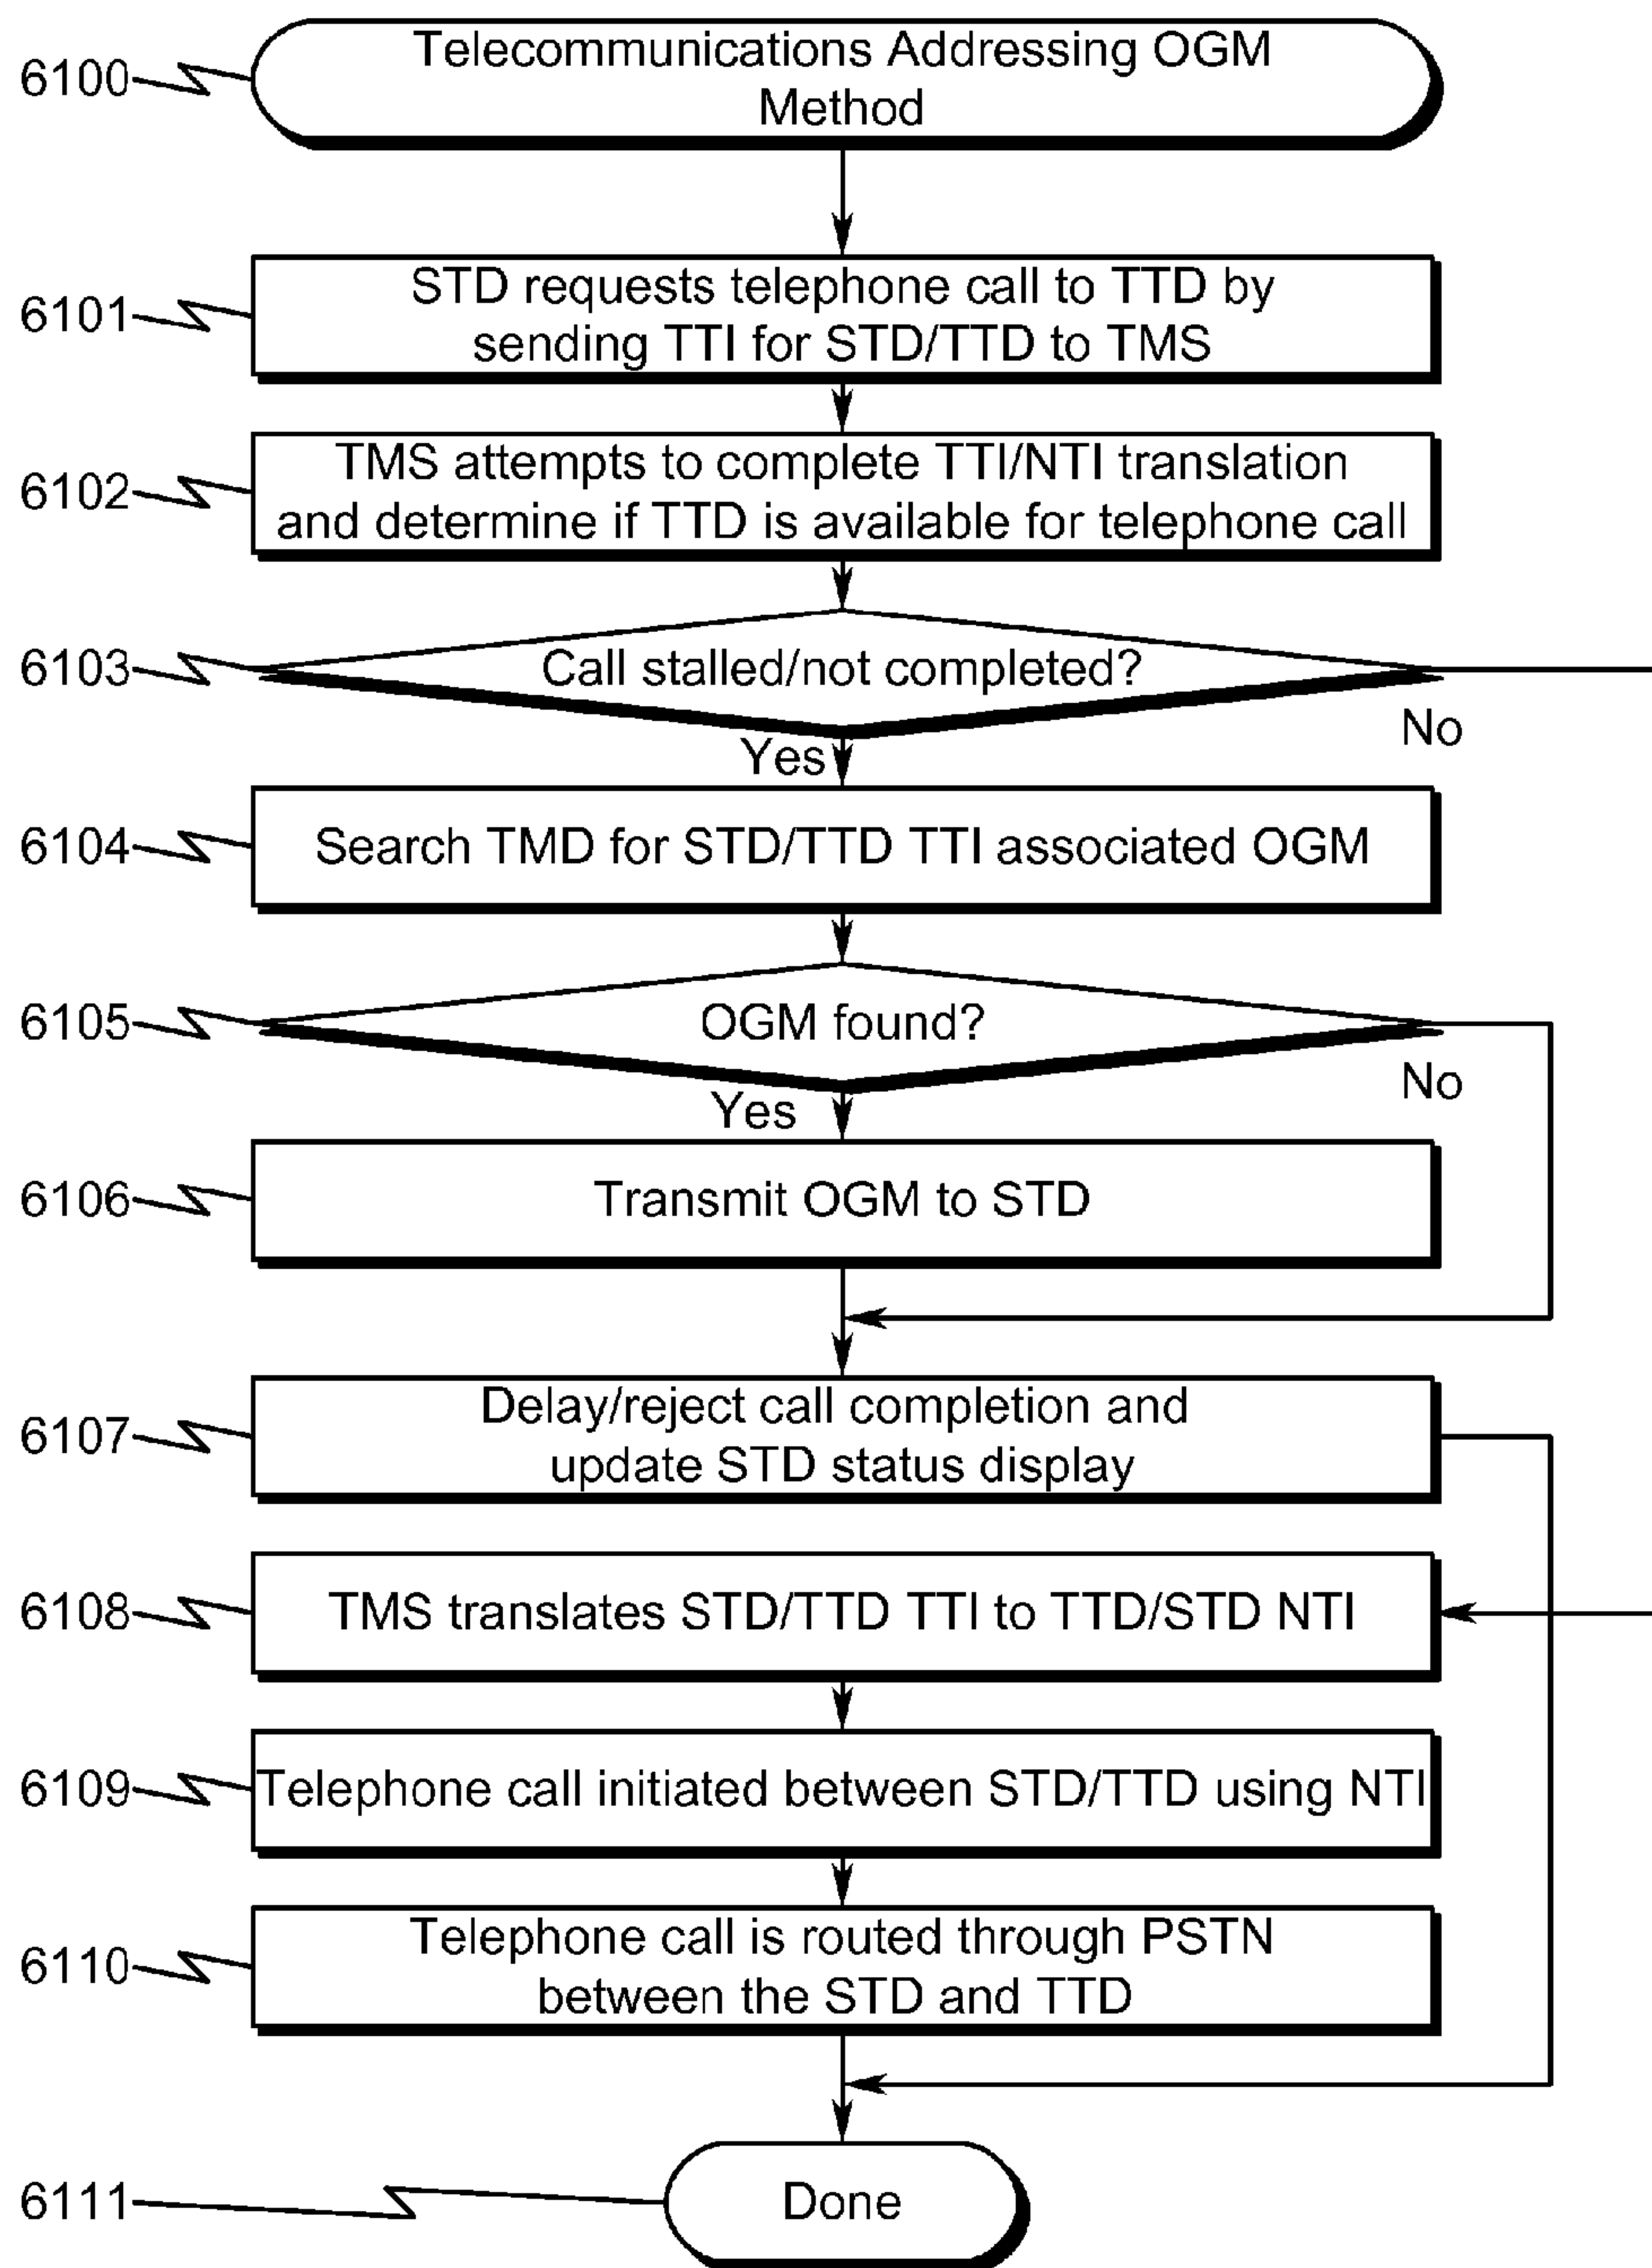 6100
Telecommunications Addressing OGM
Method
6101
STD requests telephone call to TTD by
sending TTI for STD/TTD to TMS
6102
TMS attempts to complete TTI/NTI translation
and determine if TTD is available for telephone call
6103
Call stalled/not completed?
No
Yes
6104
Search TMD for STD/TTD TTI associated OGM
6105
OGM found?
No
Yes
6106
Transmit OGM to STD
6107
Delay/reject call completion and
update STD status display
6108
TMS translates STD/TTD TTI to TTD/STD NTI
6109
Telephone call initiated between STD/TTD using NTI
6110
Telephone call is routed through PSTN
between the STD and TTD
6111
Done